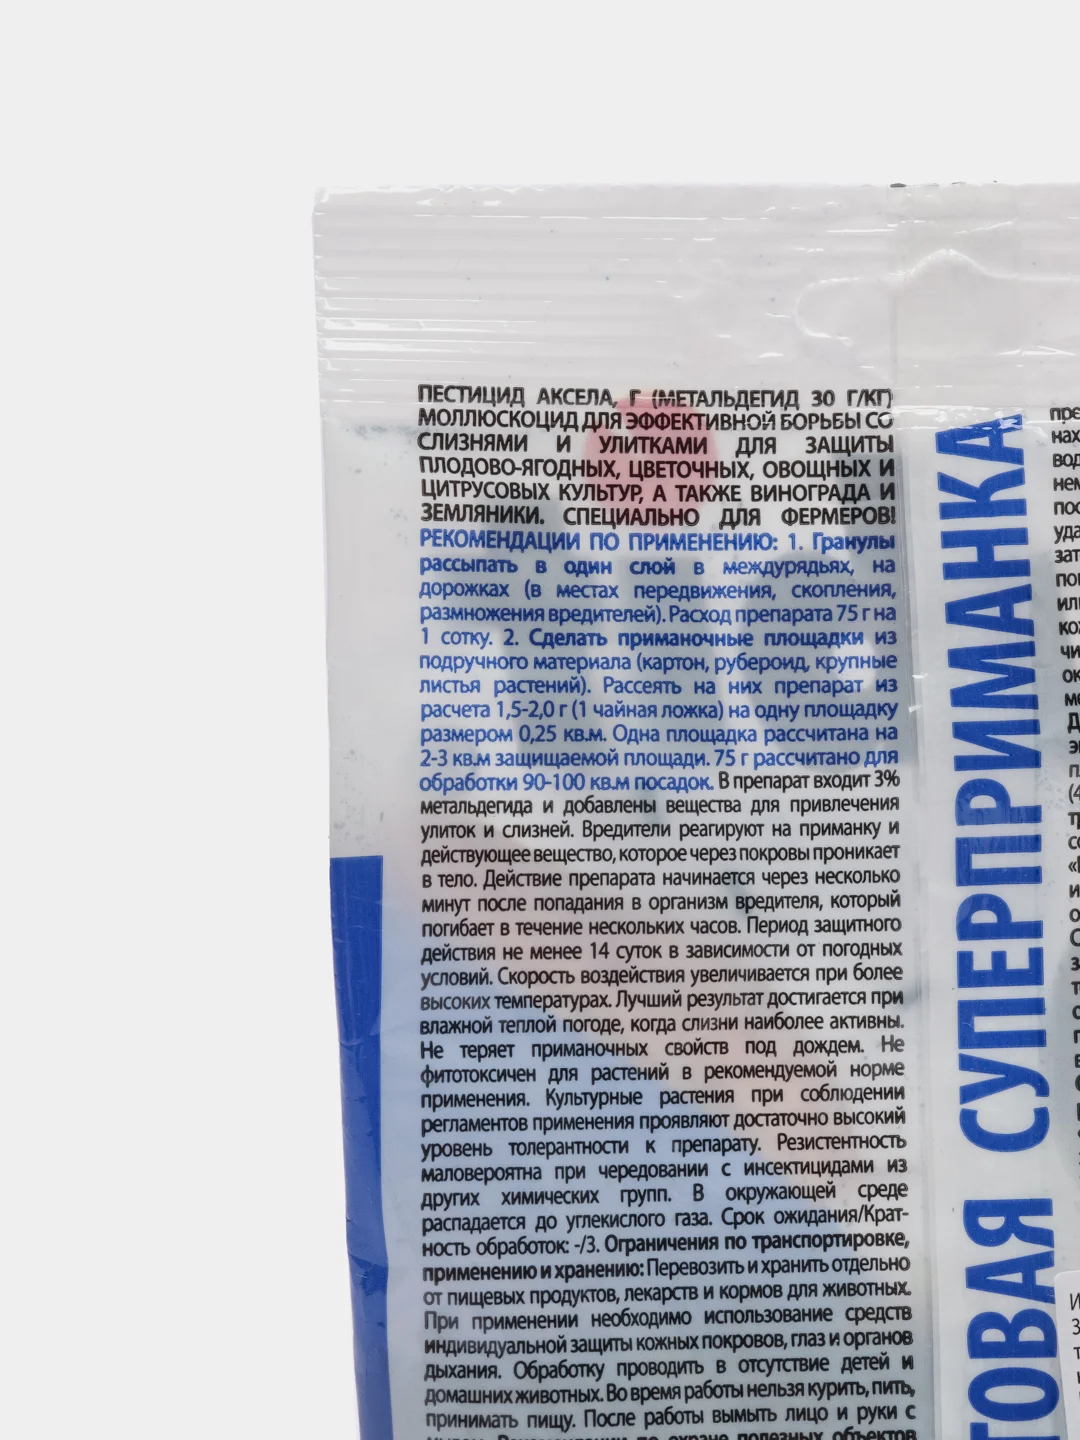 ПЕСТИЦИД АКСЕЛА, Г (МЕТАЛЬДЕГИД 30 Г/КГ)
МОЛЛЮСКОЦИД ДЛЯ ЭФФЕКТИВНОЙ БОРЬБЫ СО
СЛИЗНЯМИ И УЛИТКАМИ ДЛЯ ЗАЩИТЫ
ПЛОДОВО-ЯГОДНЫХ, ЦВЕТОЧНЫХ, ОВОЩНЫХ И
ЦИТРУСОВЫХ КУЛЬТУР, А ТАКЖЕ ВИНОГРАДА И
ЗЕМЛЯНИКИ. СПЕЦИАЛЬНО ДЛЯ ФЕРМЕРОВ!
РЕКОМЕНДАЦИИ ПО ПРИМЕНЕНИЮ: 1. Гранулы
рассыпать в один слой в междурядьях, на
дорожках (в местах передвижения, скопления,
размножения вредителей). Расход препарата 75 г на
1 сотку. 2. Сделать приманочные площадки из
подручного материала (картон, рубероид, крупные
листья растений). Рассеять на них препарат из
расчета 1,5-2,0 г (1 чайная ложка) на одну площадку
размером 0,25 кв.м. Одна площадка рассчитана на
2-3 кв.м защищаемой площади. 75 г рассчитано для
обработки 90-100 кв.м посадок. В препарат входит 3%
метальдегида и добавлены вещества для привлечения
улиток и слизней. Вредители реагируют на приманку и
действующее вещество, которое через покровы проникает
в тело. Действие препарата начинается через несколько
минут после попадания в организм вредителя, который
погибает в течение нескольких часов. Период защитного
действия не менее 14 суток в зависимости от погодных
условий. Скорость воздействия увеличивается при более
высоких температурах. Лучший результат достигается при
влажной теплой погоде, когда слизни наиболее активны.
Не теряет приманочных свойств под дождем. Не
фитотоксичен для растений в рекомендуемой норме
применения. Культурные растения при соблюдении
регламентов применения проявляют достаточно высокий
уровень толерантности к препарату. Резистентность
маловероятна при чередовании с инсектицидами из
других химических групп. В окружающей среде
распадается до углекислого газа. Срок ожидания/Крат-
ность обработок: -/3. Ограничения по транспортировке,
применению и хранению: Перевозить и хранить отдельно
от пищевых продуктов, лекарств и кормов для животных.
При применении необходимо использование средств
индивидуальной защиты кожных покровов, глаз и органов
дыхания. Обработку проводить в отсутствие детей и
домашних животных. Во время работы нельзя курить, пить,
принимать пищу. После работы вымыть лицо и руки с
ТОВАЯ СУПЕРПРИМАНКА